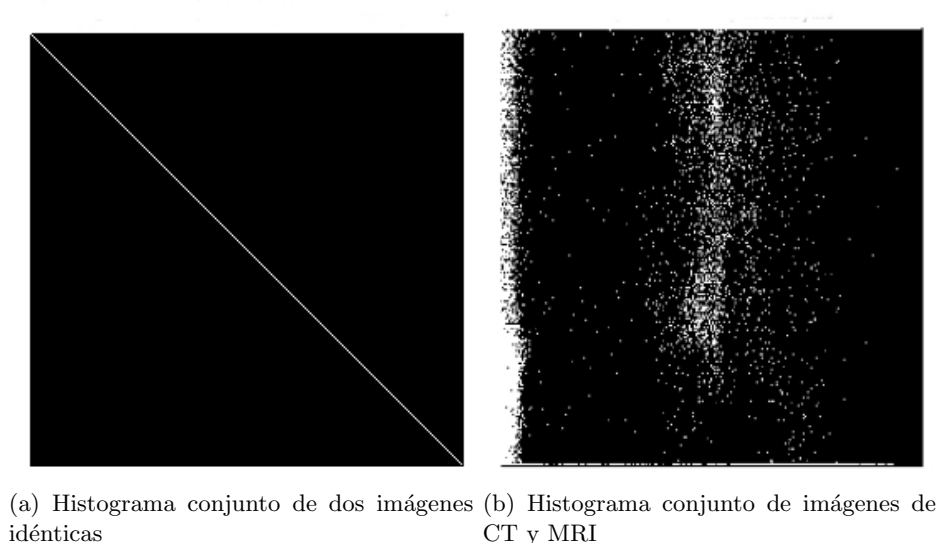 (a) Histograma conjunto de dos imágenes
idénticas
(b) Histograma conjunto de imágenes de
CT y MRI